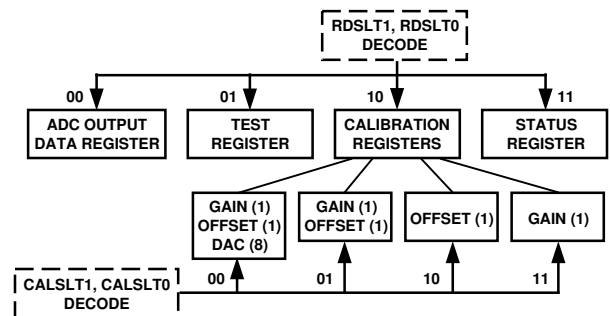 RDSLT1, RDSLT0
DECODE
00
01
10
11
ADC OUTPUT
DATA REGISTER
TEST
REGISTER
CALIBRATION
REGISTERS
STATUS
REGISTER
GAIN (1)
OFFSET (1)
DAC (8)
GAIN (1)
OFFSET (1)
OFFSET (1)
GAIN (1)
00
01
10
11
CALSLT1, CALSLT0
DECODE